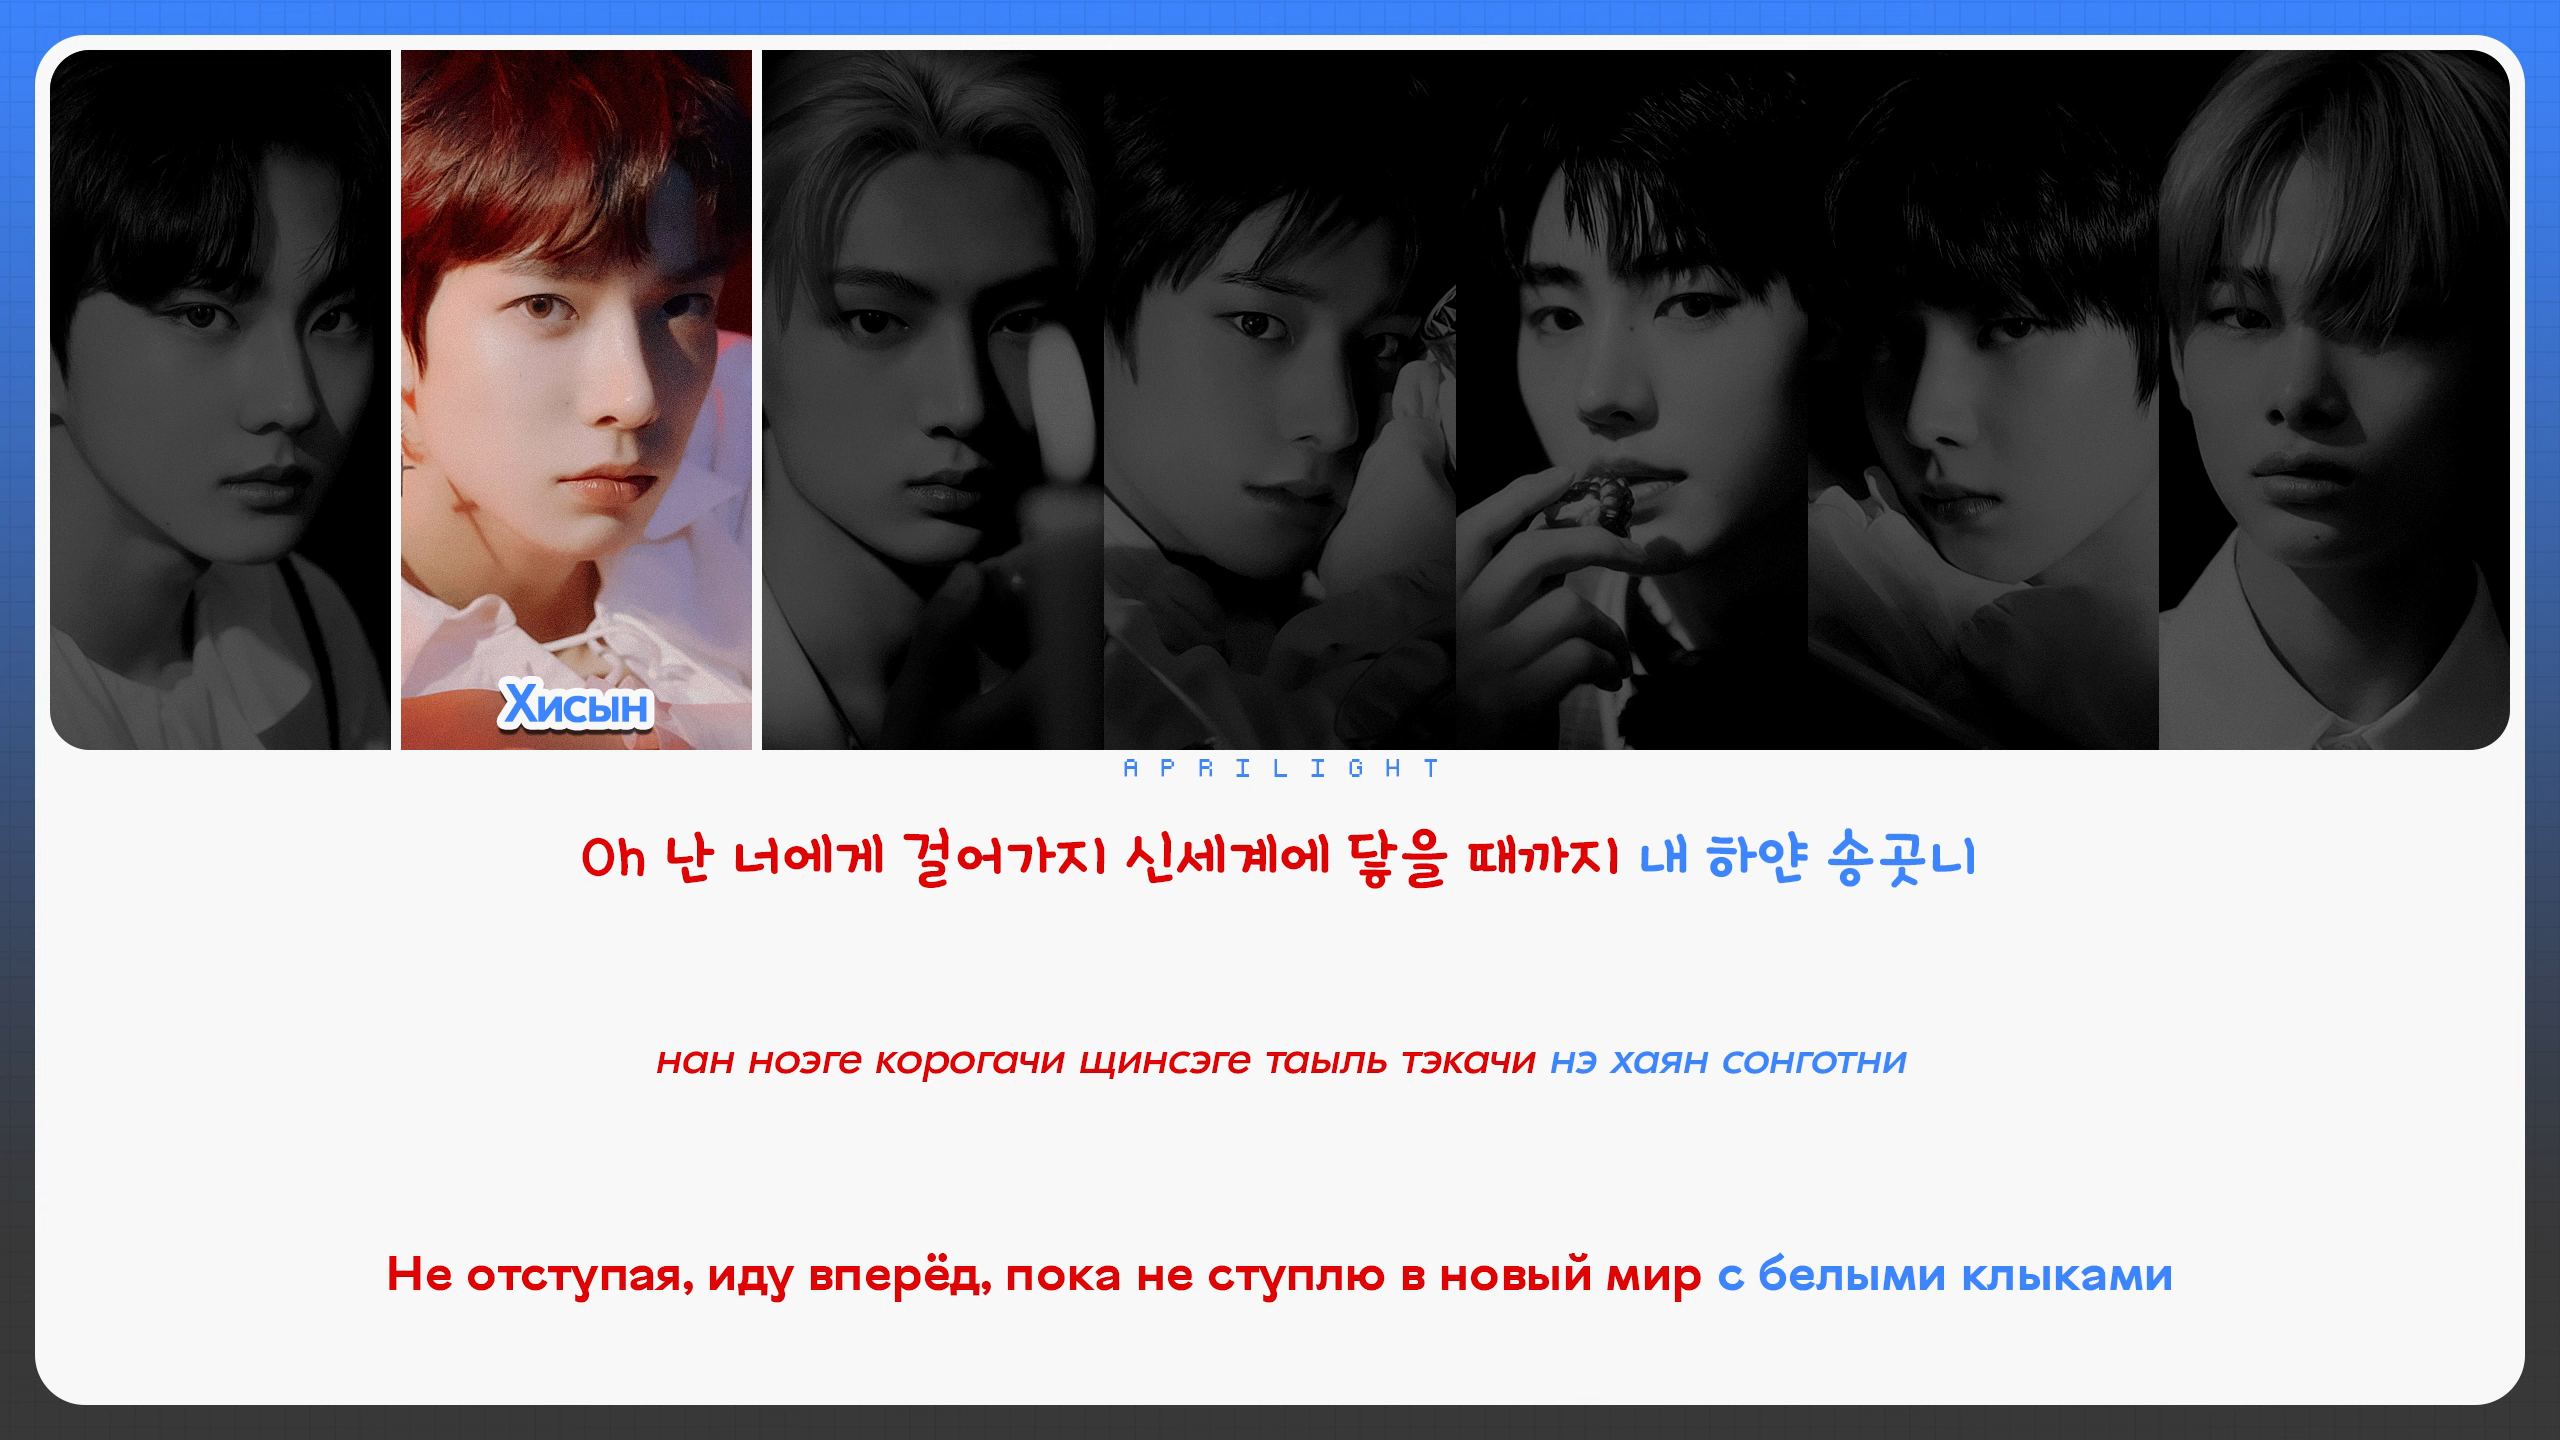 Хисын
APRILIGHT
Oh 난 너에게 걸어가지 신세계에 닿을 때까지 내 하얀 송곳니
нан ноэге корогачи щинсэге таыль тэкачи нэ хаян сонготни
Не отступая, иду вперёд, пока не ступлю в новый мир с белыми клыками